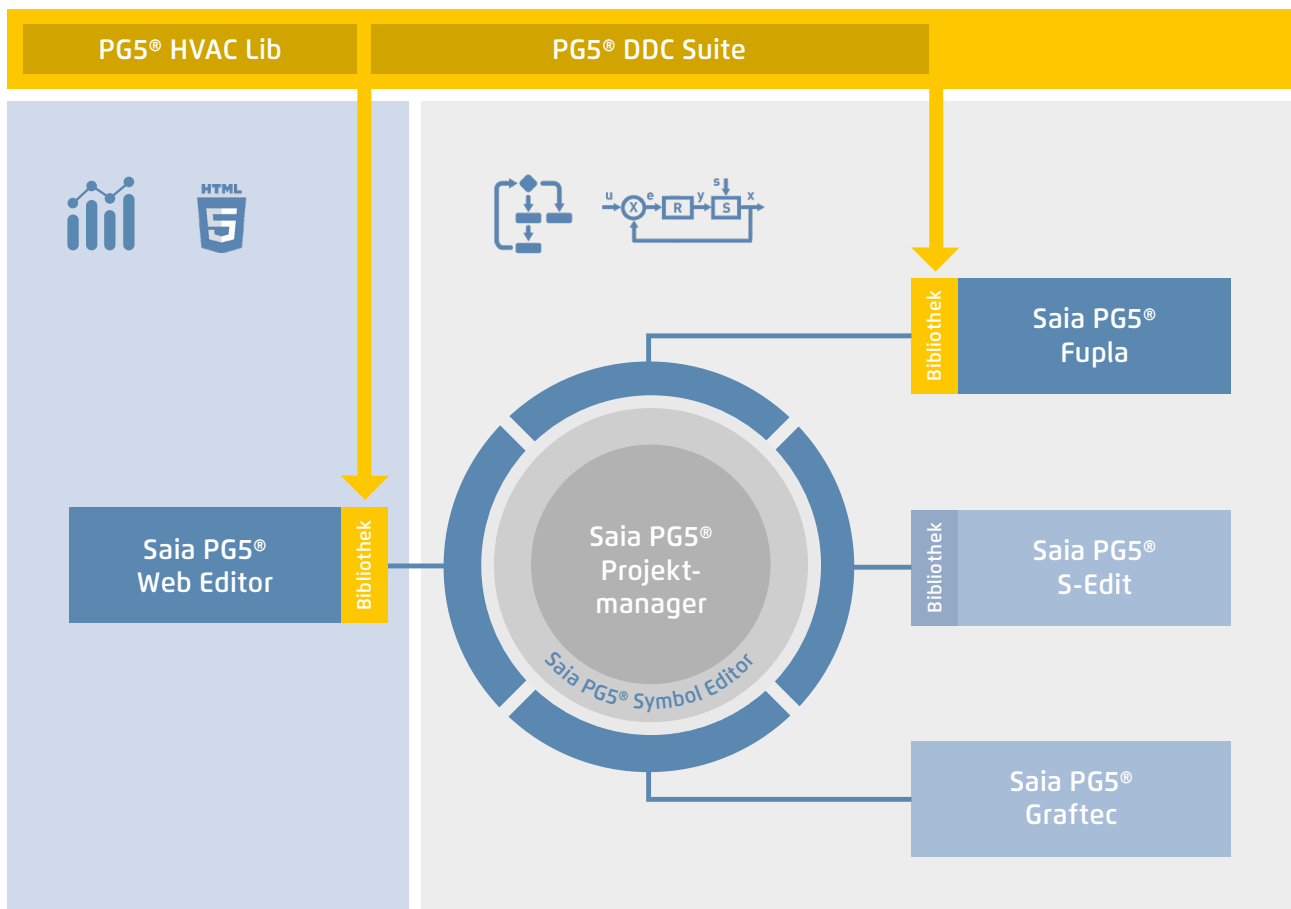 PG5® HVAC Lib
PG5® DDC Suite
HTML
5
u
e
y
s
x
X
R
S
Bibliothek
Saia PG5®
Fupla
Saia PG5®
Web Editor
Bibliothek
Saia PG5®
Projekt-
manager
Saia PG5® Symbol Editor
Bibliothek
Saia PG5®
S-Edit
Saia PG5®
Graftec